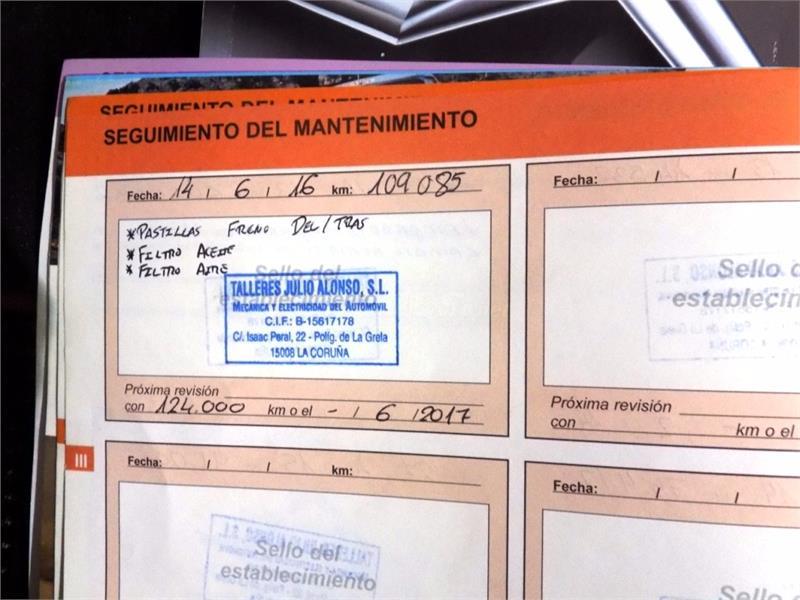 SEGUIMIENTO DEL MANTENIMIENTO
SEGUIMIENTO DEL MANTENIMIENTO
Fecha: 14 / 6 / 16 km: 109085
*PASTILLAS FRENO DEL/TRAS
*FILTRO ACEITE
*FILTRO AIRE
Sello del
establecimiento
TALLERES JULIO ALONSO, S.L.
MECÁNICA Y ELECTRICIDAD DEL AUTOMÓVIL
C.I.F.: B-15617178
C/. Isaac Peral, 22 - Políg. de La Grela
15008 LA CORUÑA
Próxima revisión
con 124.000 km o el - / 6 / 2017
Fecha: / /
Sello d
establecimien
Próxima revisión
con km o el
III
Fecha: / / km:
Sello del
establecimiento
Fecha: / /
Sello d